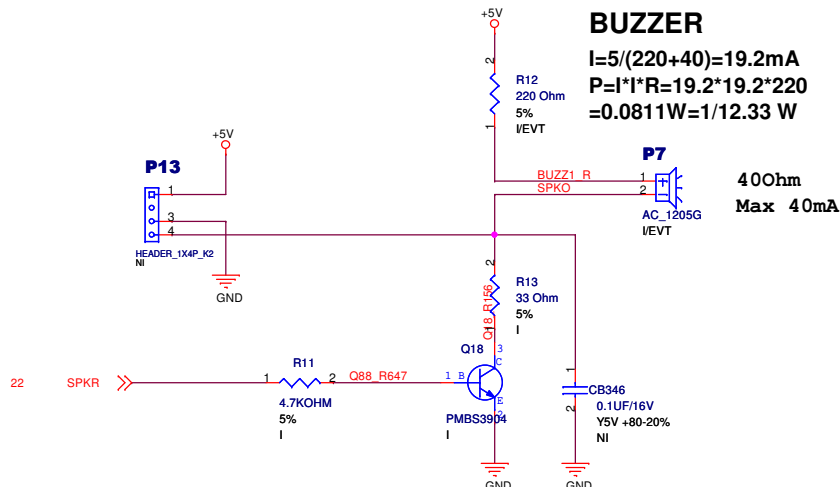 +5V
BUZZER
I=5/(220+40)=19.2mA
P=I*I*R=19.2*19.2*220
=0.0811W=1/12.33 W
2
R12
220 Ohm
5%
I/EVT
1
+5V
P13
1
3
4
HEADER_1X4P_K2
NI
GND
P7
BUZZ1_R
1
SPKO
2
AC_1205G
I/EVT
40Ohm
Max 40mA
2
R13
33 Ohm
5%
I
Q18_R156
1
Q18
3
C
22
SPKR
1
R11
2
Q88_R647
1
B
4.7KOHM
5%
I
E
2
PMBS3904
I
GND
1
CB346
2
0.1UF/16V
Y5V +80-20%
NI
GND